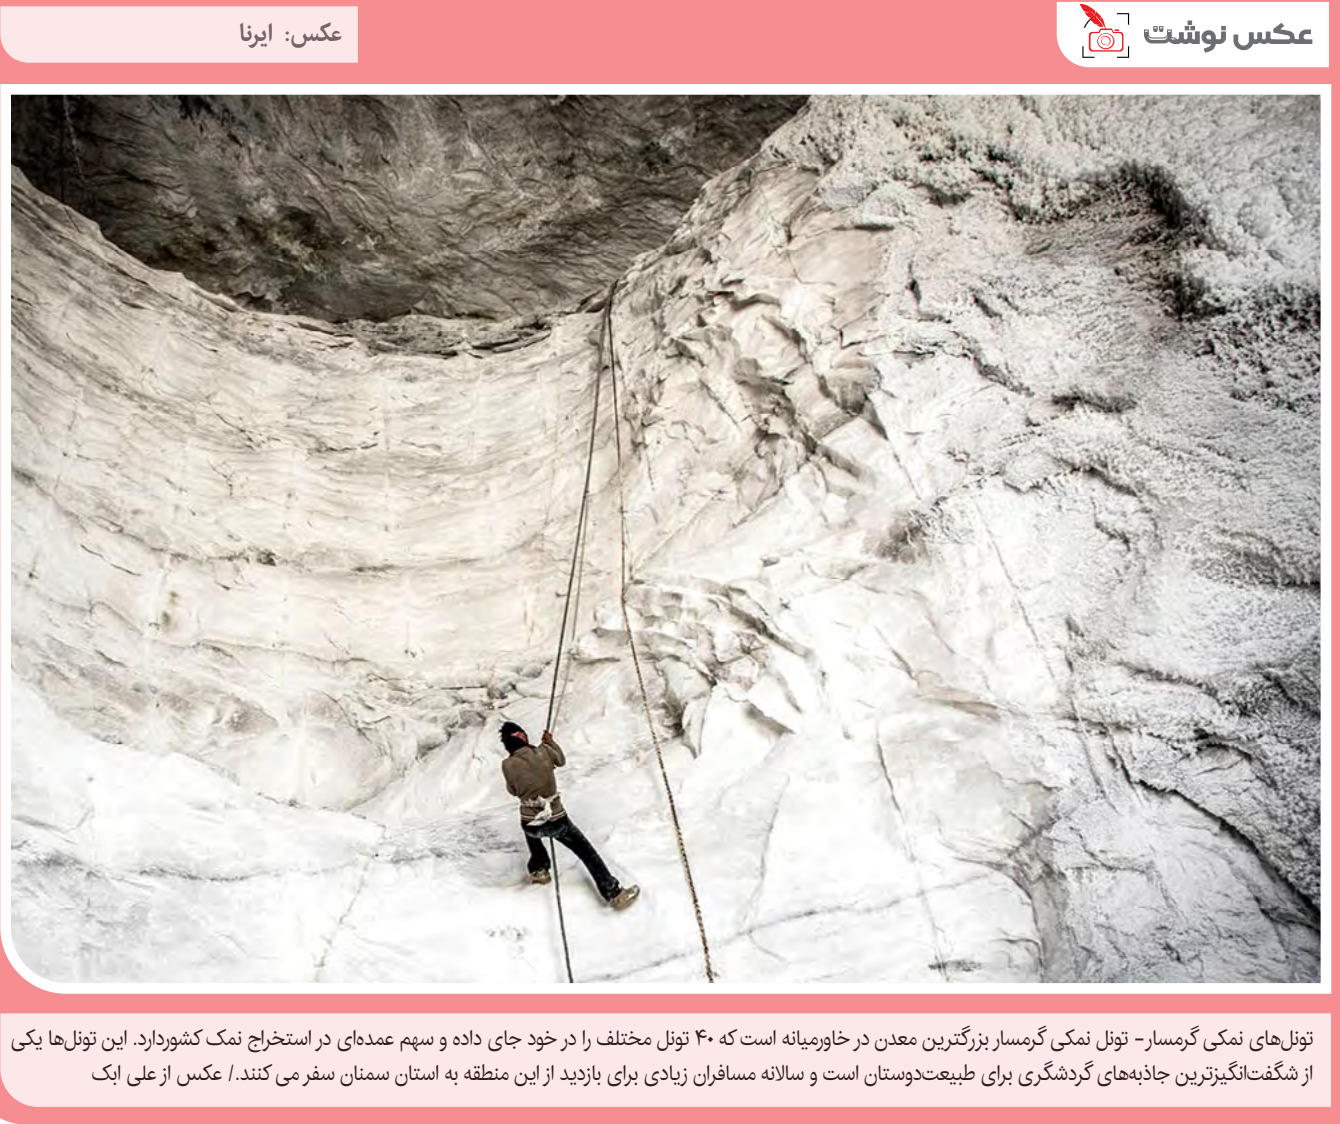 عکس نوشت
عکس: ایرنا
تونل‌های نمکی گرمسار- تونل نمکی گرمسار بزرگترین معدن در خاورمیانه است که ۴۰ تونل مختلف را در خود جای داده و سهم عمده‌ای در استخراج نمک کشوردارد. این تونل‌ها یکی
از شگفت‌انگیزترین جاذبه‌های گردشگری برای طبیعت‌دوستان است و سالانه مسافران زیادی برای بازدید از این منطقه به استان سمنان سفر می کنند./ عکس از علی ابک